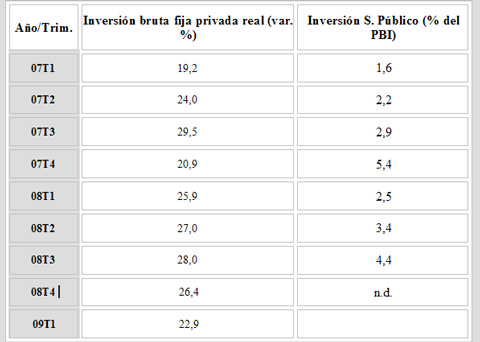 Año/Trim. Inversión bruta fija privada real (var. %) Inversión S. Público (% del PBI)
07T1 19,2 1,6
07T2 24,0 2,2
07T3 29,5 2,9
07T4 20,9 5,4
08T1 25,9 2,5
08T2 27,0 3,4
08T3 28,0 4,4
08T4 26,4 n.d.
09T1 22,9